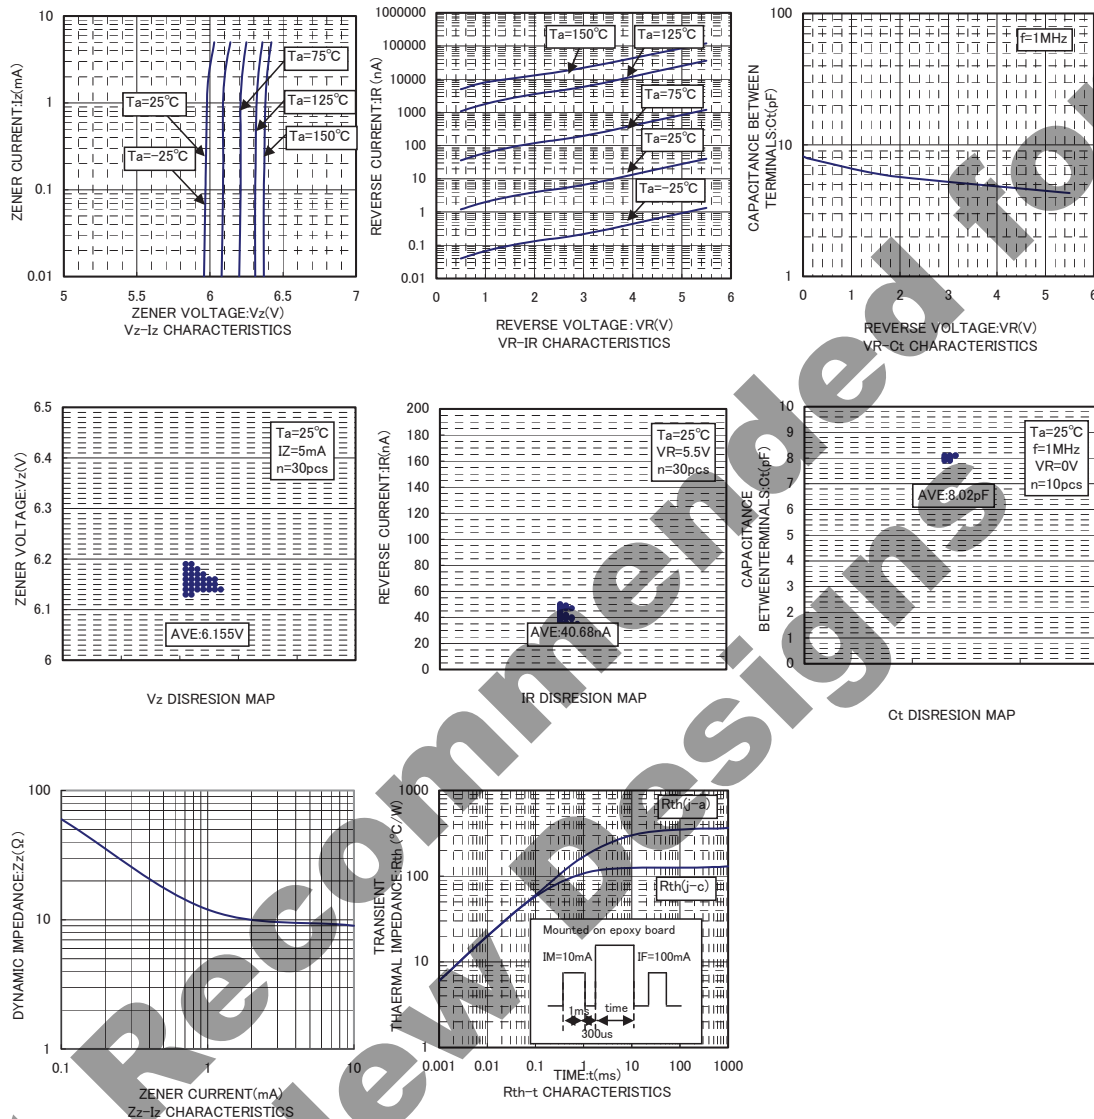 ZENER CURRENT:Iz(mA)
10
1
0.1
0.01
Ta=75℃
Ta=25℃
Ta=125℃
Ta=150℃
Ta=-25℃
5 5.5 6 6.5 7
ZENER VOLTAGE:Vz(V)
Vz-Iz CHARACTERISTICS
REVERSE CURRENT:IR (nA)
1000000
100000
10000
1000
100
10
1
0.1
0.01
Ta=150℃
Ta=125℃
Ta=75℃
Ta=25℃
Ta=-25℃
0 1 2 3 4 5 6
REVERSE VOLTAGE:VR(V)
VR-IR CHARACTERISTICS
CAPACITANCE BETWEEN
TERMINALS:Ct(pF)
100
10
1
f=1MHz
0 1 2 3 4 5 6
REVERSE VOLTAGE:VR(V)
VR-Ct CHARACTERISTICS
ZENER VOLTAGE:Vz(V)
6.5
6.4
6.3
6.2
6.1
6
Ta=25℃
IZ=5mA
n=30pcs
AVE:6.155V
Vz DISRESION MAP
REVERSE CURRENT:IR(nA)
200
180
160
140
120
100
80
60
40
20
0
Ta=25℃
VR=5.5V
n=30pcs
AVE:40.68nA
IR DISRESION MAP
CAPACITANCE
BETWEENTERMINALS:Ct(pF)
10
9
8
7
6
5
4
3
2
1
0
Ta=25℃
f=1MHz
VR=0V
n=10pcs
AVE:8.02pF
Ct DISRESION MAP
DYNAMIC IMPEDANCE:Zz(Ω)
100
10
1
0.1 1 10
ZENER CURRENT(mA)
Zz-Iz CHARACTERISTICS
TRANSIENT
THAERMAL IMPEDANCE:Rth (℃/W)
1000
100
10
1
Rth(j-a)
Rth(j-c)
Mounted on epoxy board
IM=10mA
IF=100mA
1ms
time
300us
0.001 0.01 0.1 1 10 100 1000
TIME:t(ms)
Rth-t CHARACTERISTICS
Recommended for
New Designs